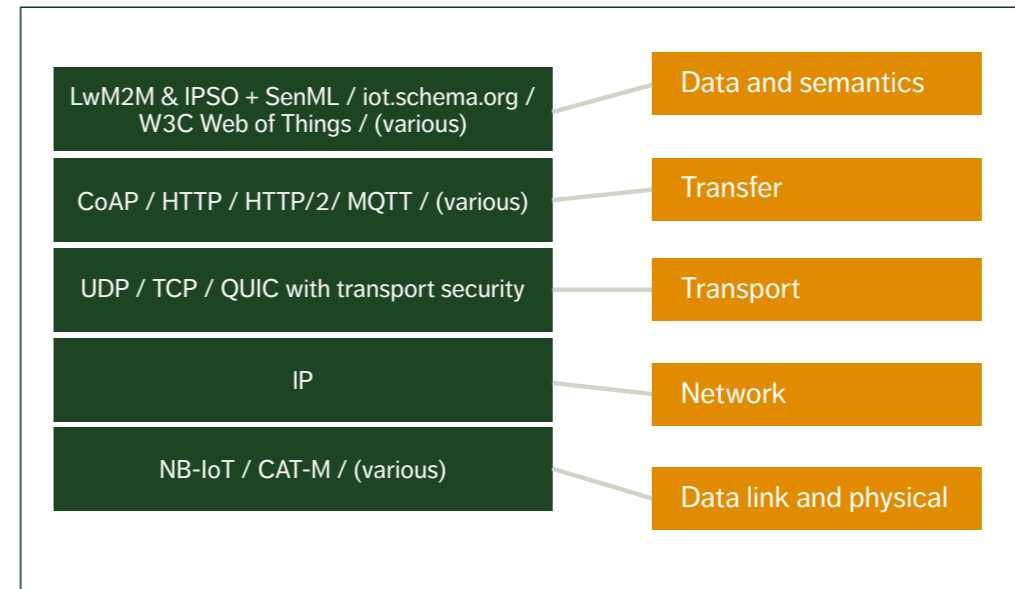 LwM2M & IPSO + SenML / iot.schema.org /
W3C Web of Things / (various)
Data and semantics
CoAP / HTTP / HTTP/2/ MQTT / (various)
Transfer
UDP / TCP / QUIC with transport security
Transport
IP
Network
NB-IoT / CAT-M / (various)
Data link and physical